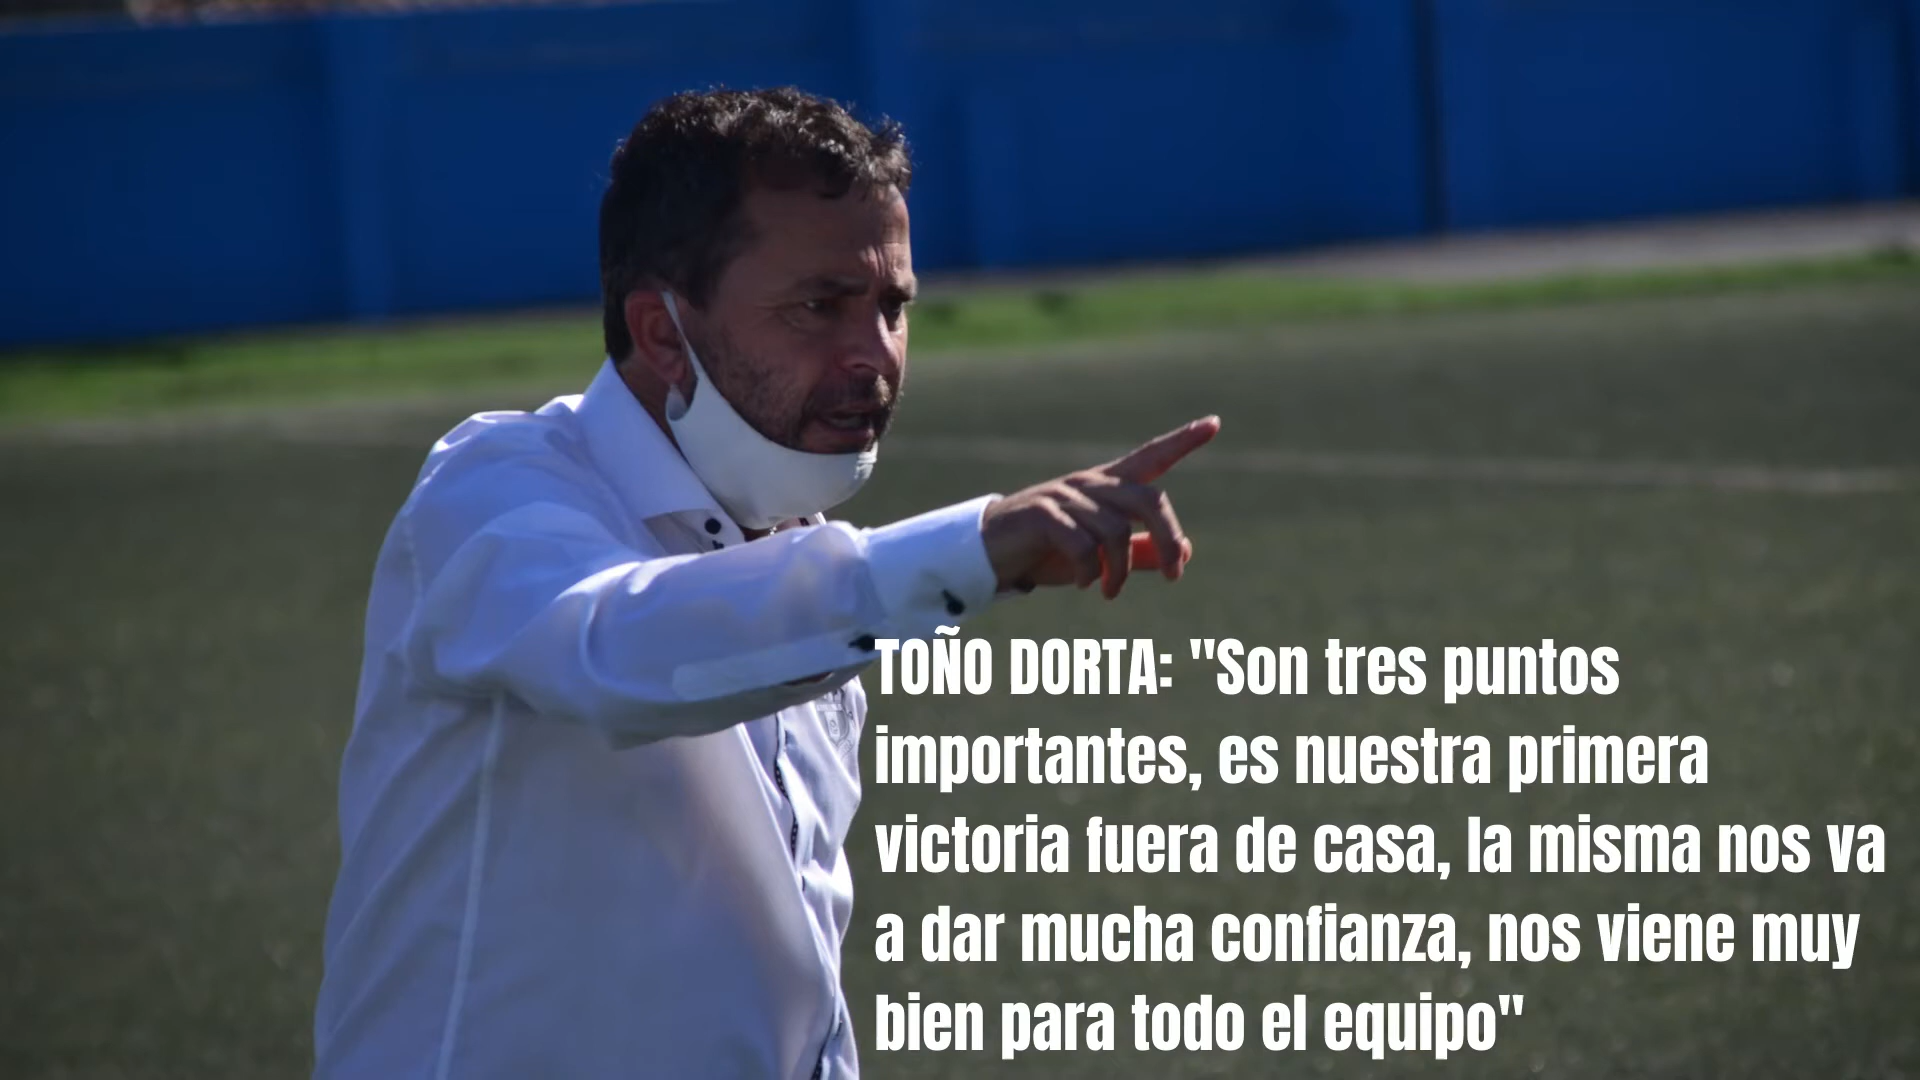 TOÑO DORTA: "Son tres puntos
importantes, es nuestra primera
victoria fuera de casa, la misma nos va
a dar mucha confianza, nos viene muy
bien para todo el equipo"